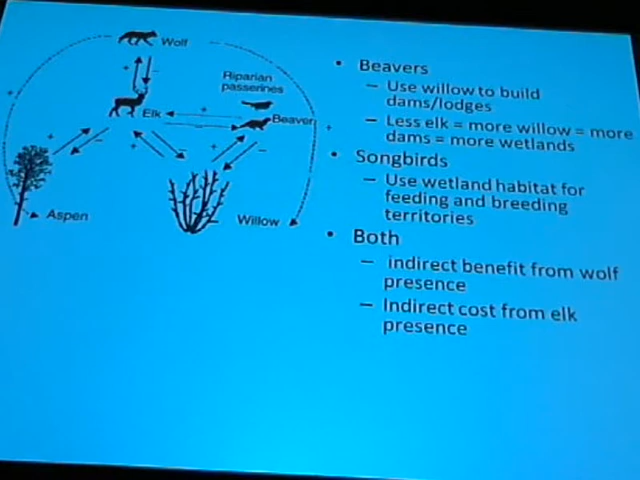 Wolf
Riparian
passerines
Elk
Beaver
Aspen
Willow
• Beavers
– Use willow to build
dams/lodges
– Less elk = more willow = more
dams = more wetlands
• Songbirds
– Use wetland habitat for
feeding and breeding
territories
• Both
– indirect benefit from wolf
presence
– Indirect cost from elk
presence